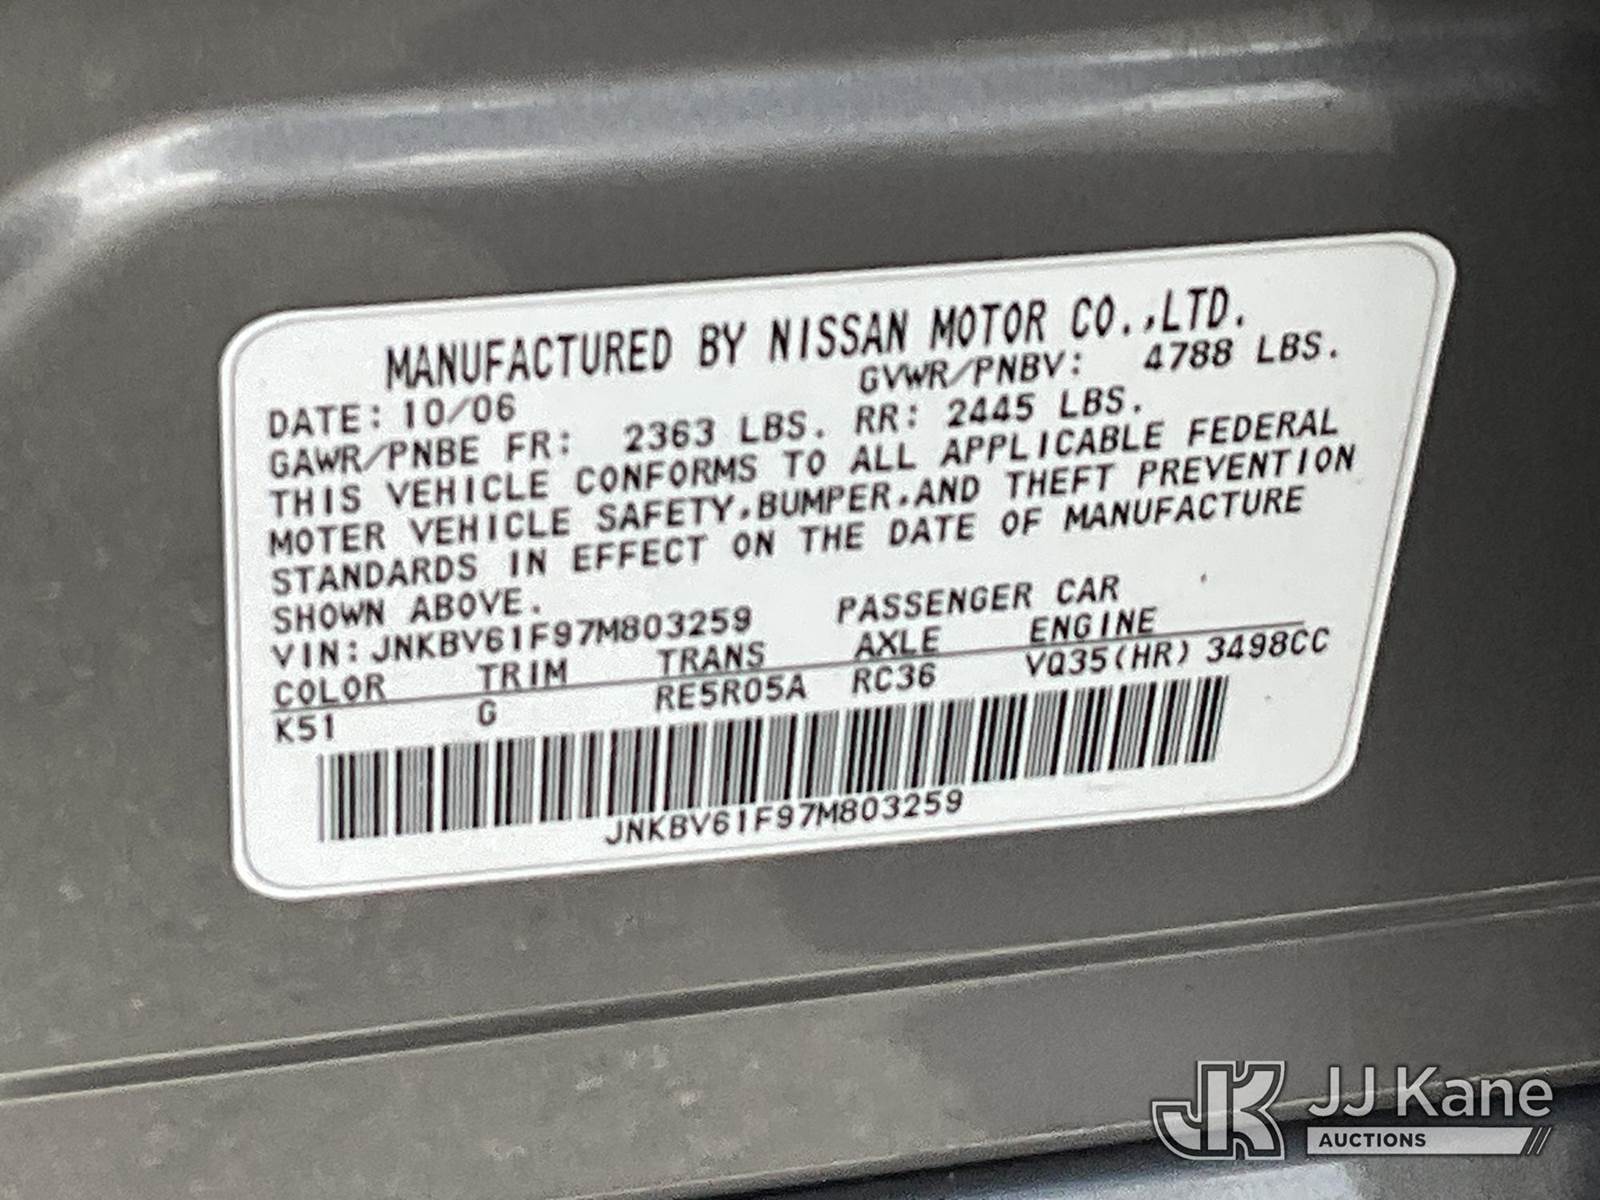 MANUFACTURED BY NISSAN MOTOR CO.,LTD.
DATE: 10/06 GVWR/PNBV: 4788 LBS.
GAWR/PNBE FR: 2363 LBS. RR: 2445 LBS.
THIS VEHICLE CONFORMS TO ALL APPLICABLE FEDERAL
MOTER VEHICLE SAFETY,BUMPER,AND THEFT PREVENTION
STANDARDS IN EFFECT ON THE DATE OF MANUFACTURE
SHOWN ABOVE.
VIN: JNKBV61F97M803259 PASSENGER CAR
COLOR TRIM TRANS AXLE ENGINE
K51 G RE5R05A RC36 VQ35(HR) 3498CC
JNKBV61F97M803259
JK JJ Kane
AUCTIONS